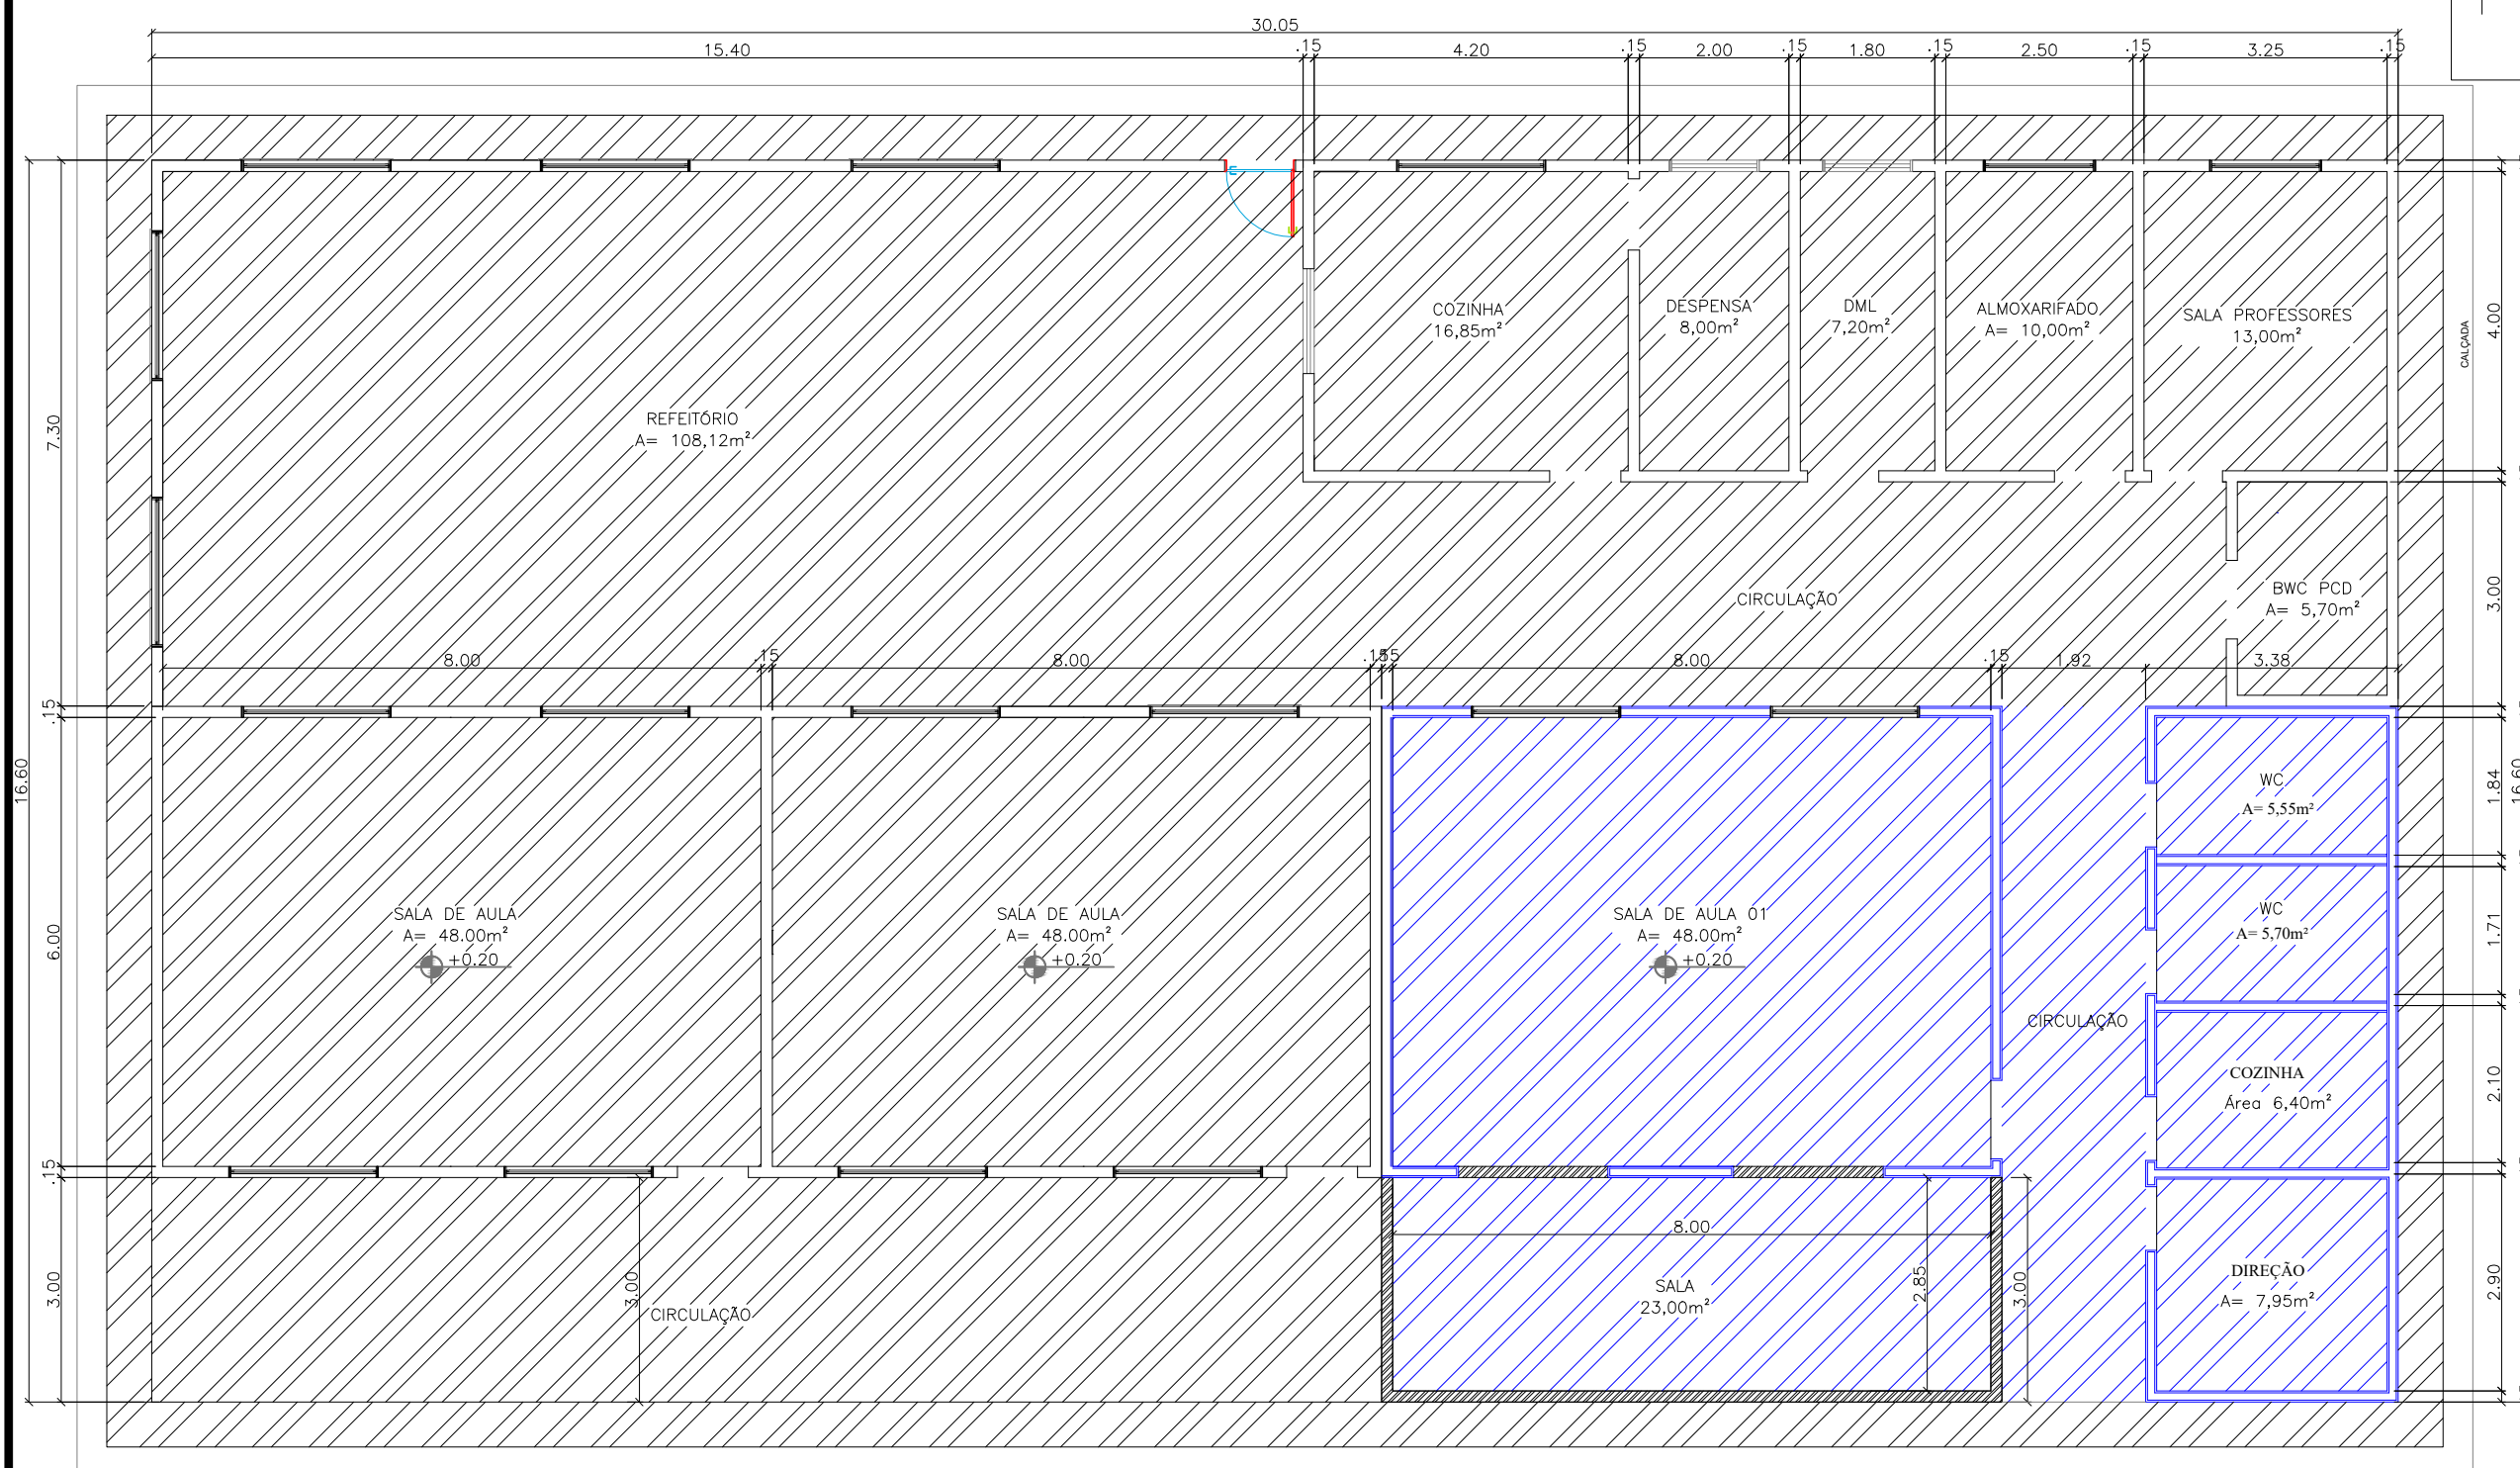 30.05
15.40 .15 4.20 .15 2.00 .15 1.80 .15 2.50 .15 3.25 .15
COZINHA
16,85m²
DESPENSA
8,00m²
DML
7,20m²
ALMOXARIFADO
A= 10,00m²
SALA PROFESSORES
13,00m²
CALÇADA
4.00
REFEITÓRIO
A= 108,12m²
7.30
CIRCULAÇÃO
BWC PCD
A= 5,70m²
3.00
8.00 .15 8.00 .15 .15 8.00 .15 1.92 3.38
.15
16.60
WC
A= 5,55m²
1.84
16.60
SALA DE AULA
A= 48.00m²
+0.20
SALA DE AULA
A= 48.00m²
+0.20
SALA DE AULA 01
A= 48.00m²
+0.20
WC
A= 5,70m²
1.71
6.00
CIRCULAÇÃO
COZINHA
Área 6,40m²
2.10
.15
8.00
3.00
3.00
CIRCULAÇÃO
SALA
23,00m²
2.85
3.00
DIREÇÃO
A= 7,95m²
2.90